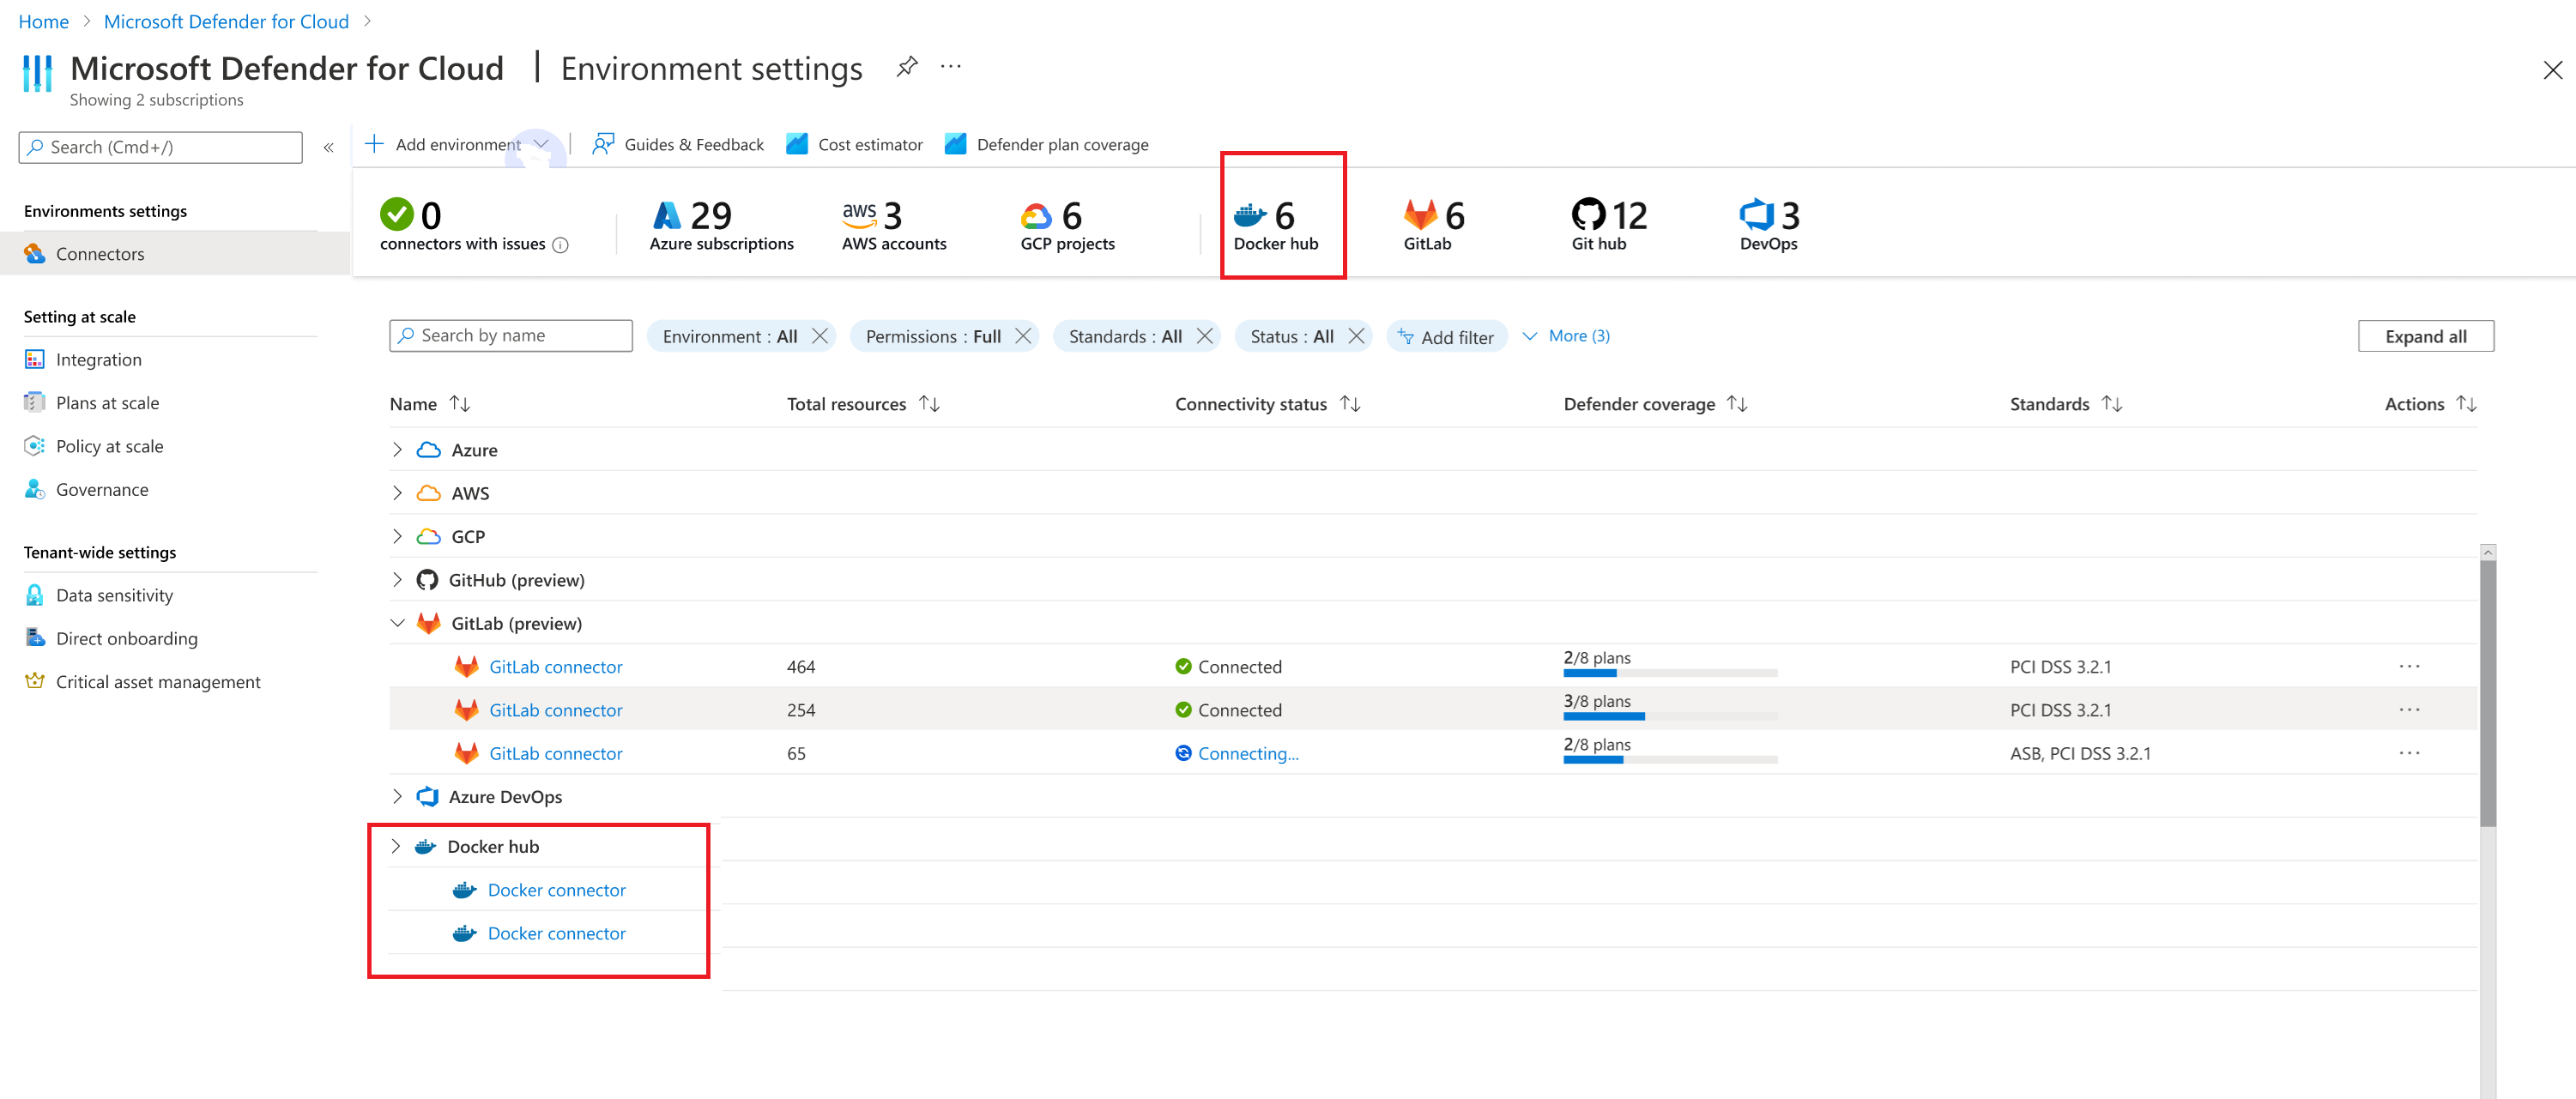 Home > Microsoft Defender for Cloud >
Microsoft Defender for Cloud | Environment settings ...
Showing 2 subscriptions
Search (Cmd+/) «
+ Add environment Guides & Feedback Cost estimator Defender plan coverage
Environments settings
Connectors
Setting at scale
Integration
Plans at scale
Policy at scale
Governance
Tenant-wide settings
Data sensitivity
Direct onboarding
Critical asset management
0
connectors with issues
29
Azure subscriptions
aws 3
AWS accounts
6
GCP projects
6
Docker hub
6
GitLab
12
Git hub
3
DevOps
Search by name Environment : All Permissions : Full Standards : All Status : All Add filter More (3) Expand all
Name Total resources Connectivity status Defender coverage Standards Actions
Azure
AWS
GCP
GitHub (preview)
GitLab (preview)
GitLab connector 464 Connected 2/8 plans PCI DSS 3.2.1 ...
GitLab connector 254 Connected 3/8 plans PCI DSS 3.2.1 ...
GitLab connector 65 Connecting... 2/8 plans ASB, PCI DSS 3.2.1 ...
Azure DevOps
Docker hub
Docker connector
Docker connector